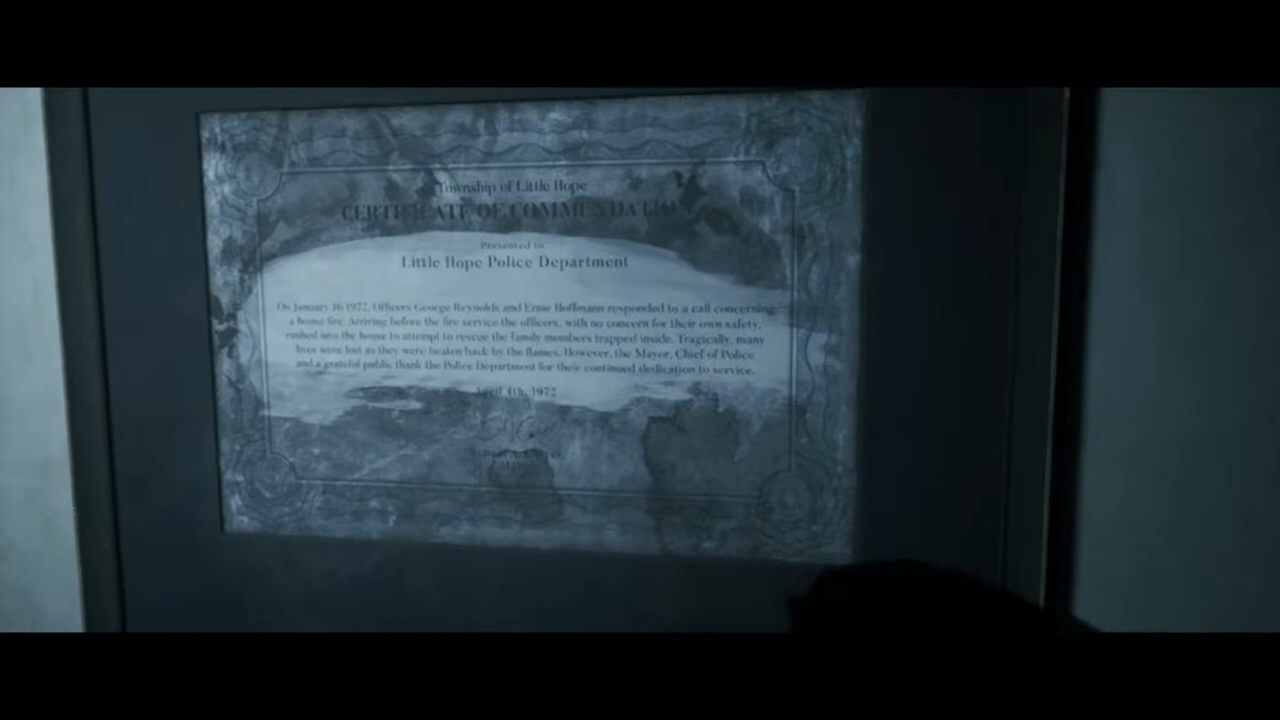 Township of Little Hope
CERTIFICATE OF COMMENDATION
Presented to
Little Hope Police Department
On January 16 1972, Officers George Reynolds and Ernie Hoffmann responded to a call concerning
a house fire. Arriving before the fire service the officers, with no concern for their own safety,
rushed into the house to attempt to rescue the family members trapped inside. Tragically, many
lives were lost as they were beaten back by the flames. However, the Mayor, Chief of Police
and a grateful public thank the Police Department for their continued dedication to service.
April 4th, 1972